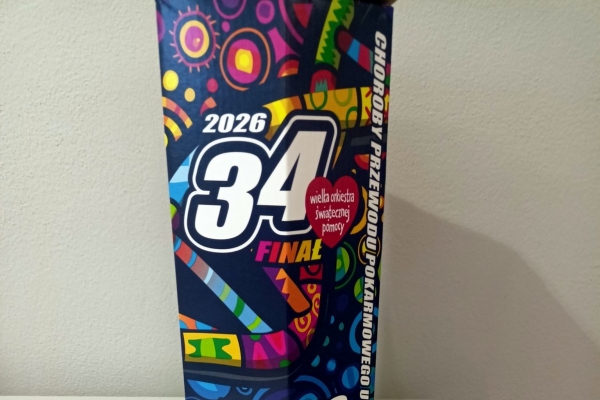 2026
34
FINAŁ
wielka orkiestra
świątecznej
pomocy
CHOROBY PRZEWODU POKARMOWEGO U